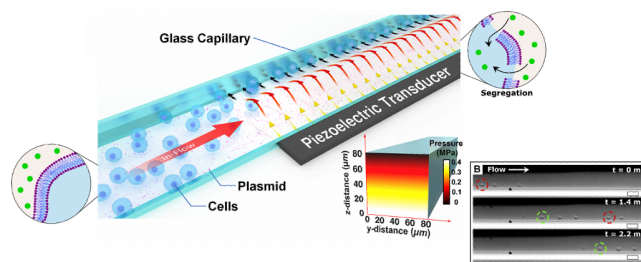 Glass Capillary
Segregation
Piezoelectric Transducer
In Flow
Plasmid
Cells
Pressure
(MPa)
80
60
40
20
0
z-distance (µm)
0 20 40 60 80
y-distance (µm)
0.4
0.3
0.2
0.1
0
B Flow
t = 0 m
t = 1.4 m
t = 2.2 m